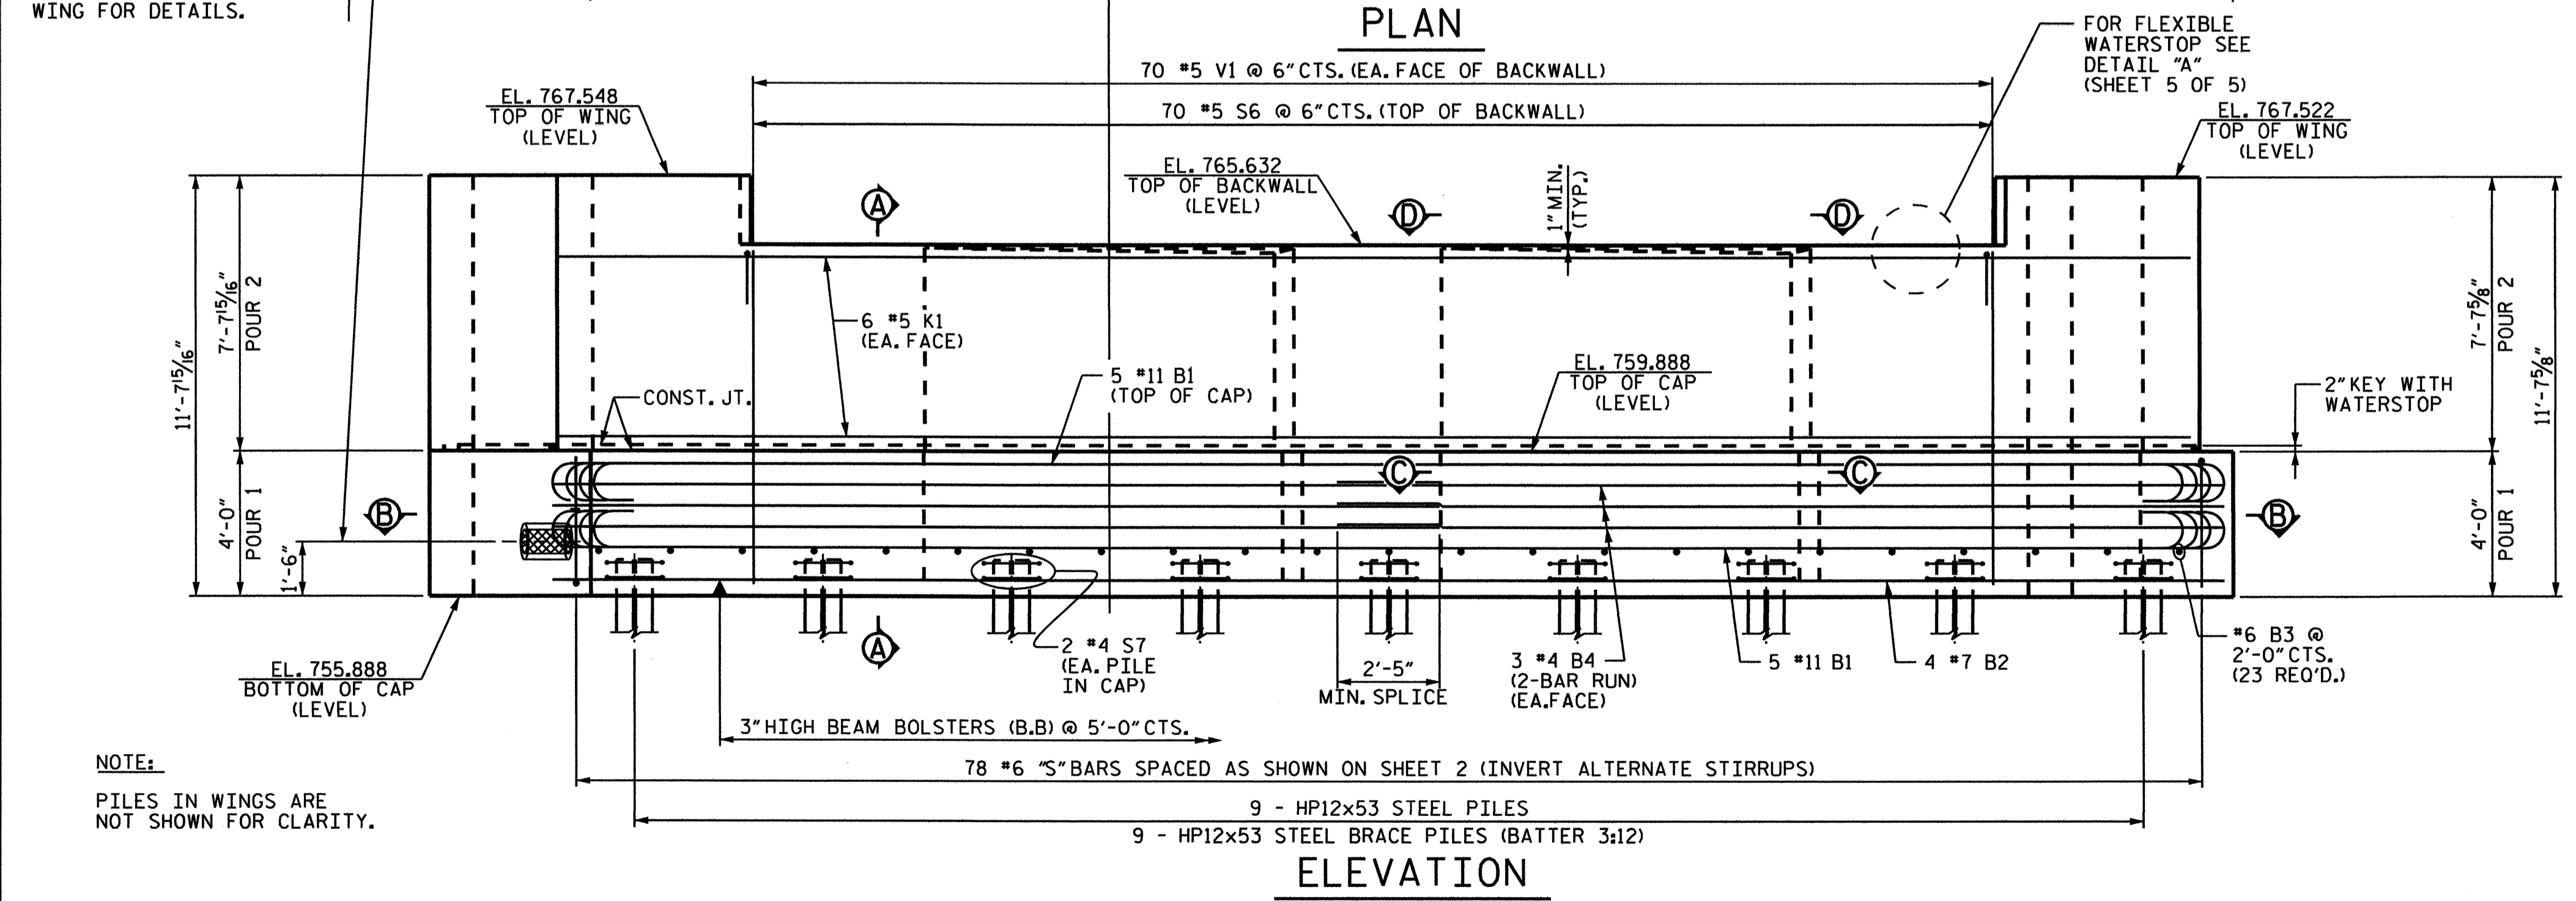 WING FOR DETAILS.
PLAN
FOR FLEXIBLE
WATERSTOP SEE
DETAIL "A"
(SHEET 5 OF 5)
70 #5 V1 @ 6" CTS. (EA. FACE OF BACKWALL)
70 #5 S6 @ 6" CTS. (TOP OF BACKWALL)
EL. 767.548
TOP OF WING
(LEVEL)
EL. 767.522
TOP OF WING
(LEVEL)
EL. 765.632
TOP OF BACKWALL
(LEVEL)
1" MIN.
(TYP.)
A
D
D
11'-7 15/16"
7'-7 15/16"
POUR 2
7'-7 5/8"
POUR 2
11'-7 5/8"
6 #5 K1
(EA. FACE)
5 #11 B1
(TOP OF CAP)
EL. 759.888
TOP OF CAP
(LEVEL)
CONST. JT.
2" KEY WITH
WATERSTOP
C
C
B
B
4'-0"
POUR 1
1'-6"
4'-0"
POUR 1
A
EL. 755.888
BOTTOM OF CAP
(LEVEL)
2 #4 S7
(EA. PILE
IN CAP)
2'-5"
MIN. SPLICE
3 #4 B4
(2-BAR RUN)
(EA.FACE)
5 #11 B1
4 #7 B2
#6 B3 @
2'-0" CTS.
(23 REQ'D.)
3" HIGH BEAM BOLSTERS (B.B) @ 5'-0" CTS.
NOTE:
PILES IN WINGS ARE
NOT SHOWN FOR CLARITY.
78 #6 "S" BARS SPACED AS SHOWN ON SHEET 2 (INVERT ALTERNATE STIRRUPS)
9 - HP12x53 STEEL PILES
9 - HP12x53 STEEL BRACE PILES (BATTER 3:12)
ELEVATION